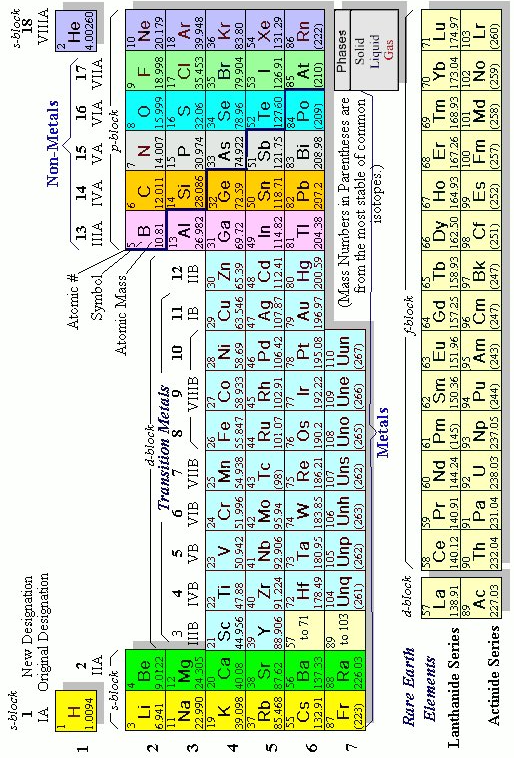 s-block
1
IA
New Designation
Original Designation
s-block
18
VIIIA
1
1
H
1.0094
s-block
2
IIA
d-block
Transition Metals
Atomic #
Symbol
Atomic Mass
Non-Metals
p-block
13 14 15 16 17
IIIA IVA VA VIA VIIA
2
He
4.00260
2
3 4 5 6 7 8 9 10
Li Be B C N O F Ne
6.941 9.0122 10.81 12.011 14.007 15.999 18.998 20.179
3
3 4 5 6 7 8 9 10 11 12
IIIB IVB VB VIB VIIB VIIIB IB IIB
11 12 13 14 15 16 17 18
Na Mg Al Si P S Cl Ar
22.990 24.305 26.982 28.086 30.974 32.06 35.453 39.948
4
19 20 21 22 23 24 25 26 27 28 29 30 31 32 33 34 35 36
K Ca Sc Ti V Cr Mn Fe Co Ni Cu Zn Ga Ge As Se Br Kr
39.098 40.08 44.956 47.88 50.942 51.996 54.938 55.847 58.933 58.69 63.546 65.39 69.72 72.59 74.922 78.96 79.904 83.80
5
37 38 39 40 41 42 43 44 45 46 47 48 49 50 51 52 53 54
Rb Sr Y Zr Nb Mo Tc Ru Rh Pd Ag Cd In Sn Sb Te I Xe
85.468 87.62 88.906 91.224 92.906 95.94 (98) 101.07 102.91 106.42 107.87 112.41 114.82 118.71 121.75 127.60 126.91 131.29
6
55 56 57 72 73 74 75 76 77 78 79 80 81 82 83 84 85 86
Cs Ba to 71 Hf Ta W Re Os Ir Pt Au Hg Tl Pb Bi Po At Rn
132.91 137.33 178.49 180.95 183.85 186.21 190.2 192.22 195.08 196.97 200.59 204.38 207.2 208.98 (209) (210) (222)
7
87 88 89 104 105 106 107 108 109 110
Fr Ra to 103 Unq Unp Unh Uns Uno Une Uun
(223) 226.03 (261) (262) (263) (262) (265) (266) (267)
Metals
(Mass Numbers in Parentheses are
from the most stable of common
isotopes.)
Phases
Solid
Liquid
Gas
Rare Earth
Elements
d-block
f-block
Lanthanide Series
57 58 59 60 61 62 63 64 65 66 67 68 69 70 71
La Ce Pr Nd Pm Sm Eu Gd Tb Dy Ho Er Tm Yb Lu
138.91 140.12 140.91 144.24 (145) 150.36 151.96 157.25 158.93 162.50 164.93 167.26 168.93 173.04 174.97
Actinide Series
89 90 91 92 93 94 95 96 97 98 99 100 101 102 103
Ac Th Pa U Np Pu Am Cm Bk Cf Es Fm Md No Lr
227.03 232.04 231.04 238.03 237.05 (244) (243) (247) (247) (251) (252) (257) (258) (259) (260)